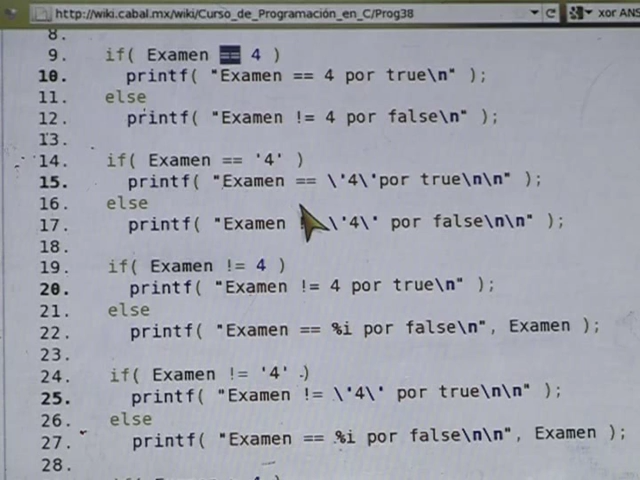 http://wiki.cabal.mx/wiki/Curso_de_Programación_en_C/Prog38 xor ANS
8.
9. if( Examen == 4 )
10. printf( "Examen == 4 por true\n" );
11. else
12. printf( "Examen != 4 por false\n" );
13.
14. if( Examen == '4' )
15. printf( "Examen == \'4\'por true\n\n" );
16. else
17. printf( "Examen \'4\' por false\n\n" );
18.
19. if( Examen != 4 )
20. printf( "Examen != 4 por true\n" );
21. else
22. printf( "Examen == %i por false\n", Examen );
23.
24. if( Examen != '4' )
25. printf( "Examen != \'4\' por true\n\n" );
26. else
27. printf( "Examen == %i por false\n\n", Examen );
28.